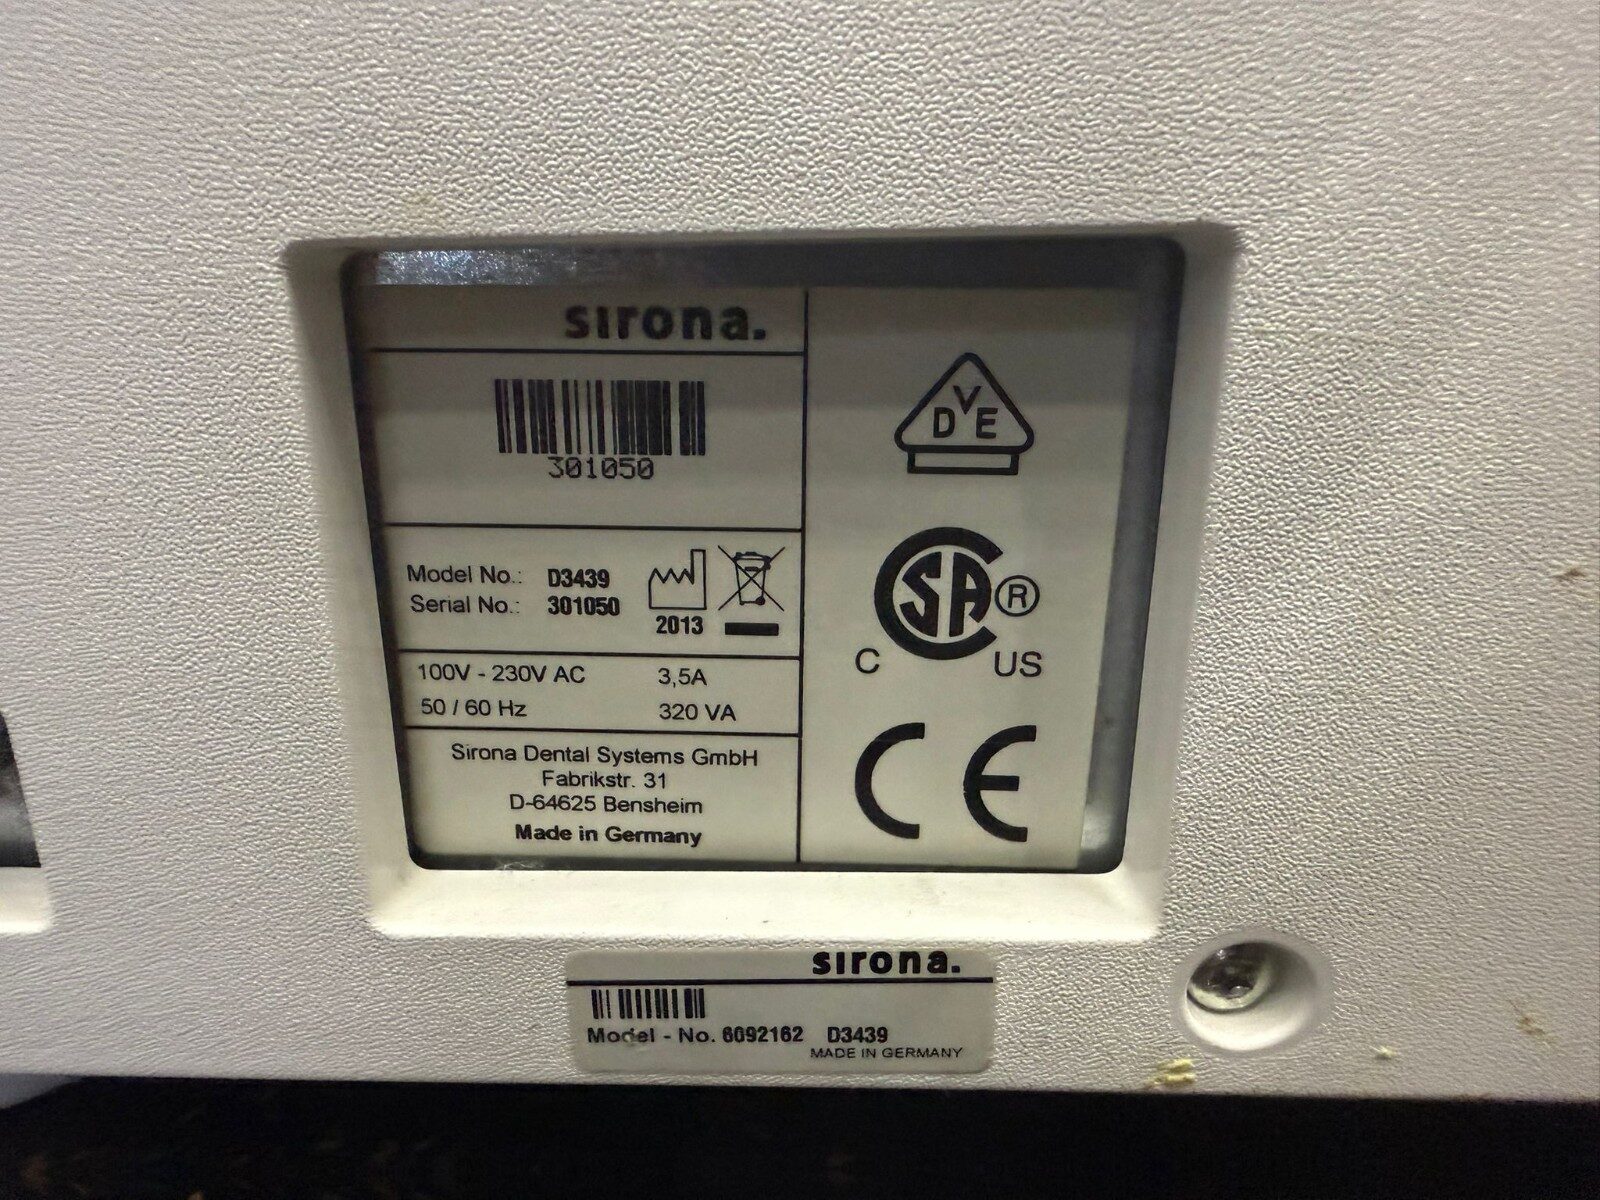 sirona.
301050
Model No.: D3439
Serial No.: 301050
2013
100V - 230V AC 3,5A
50 / 60 Hz 320 VA
Sirona Dental Systems GmbH
Fabrikstr. 31
D-64625 Bensheim
Made in Germany
VDE
CSA ®
C US
CE
sirona.
Model - No. 6092162 D3439
MADE IN GERMANY